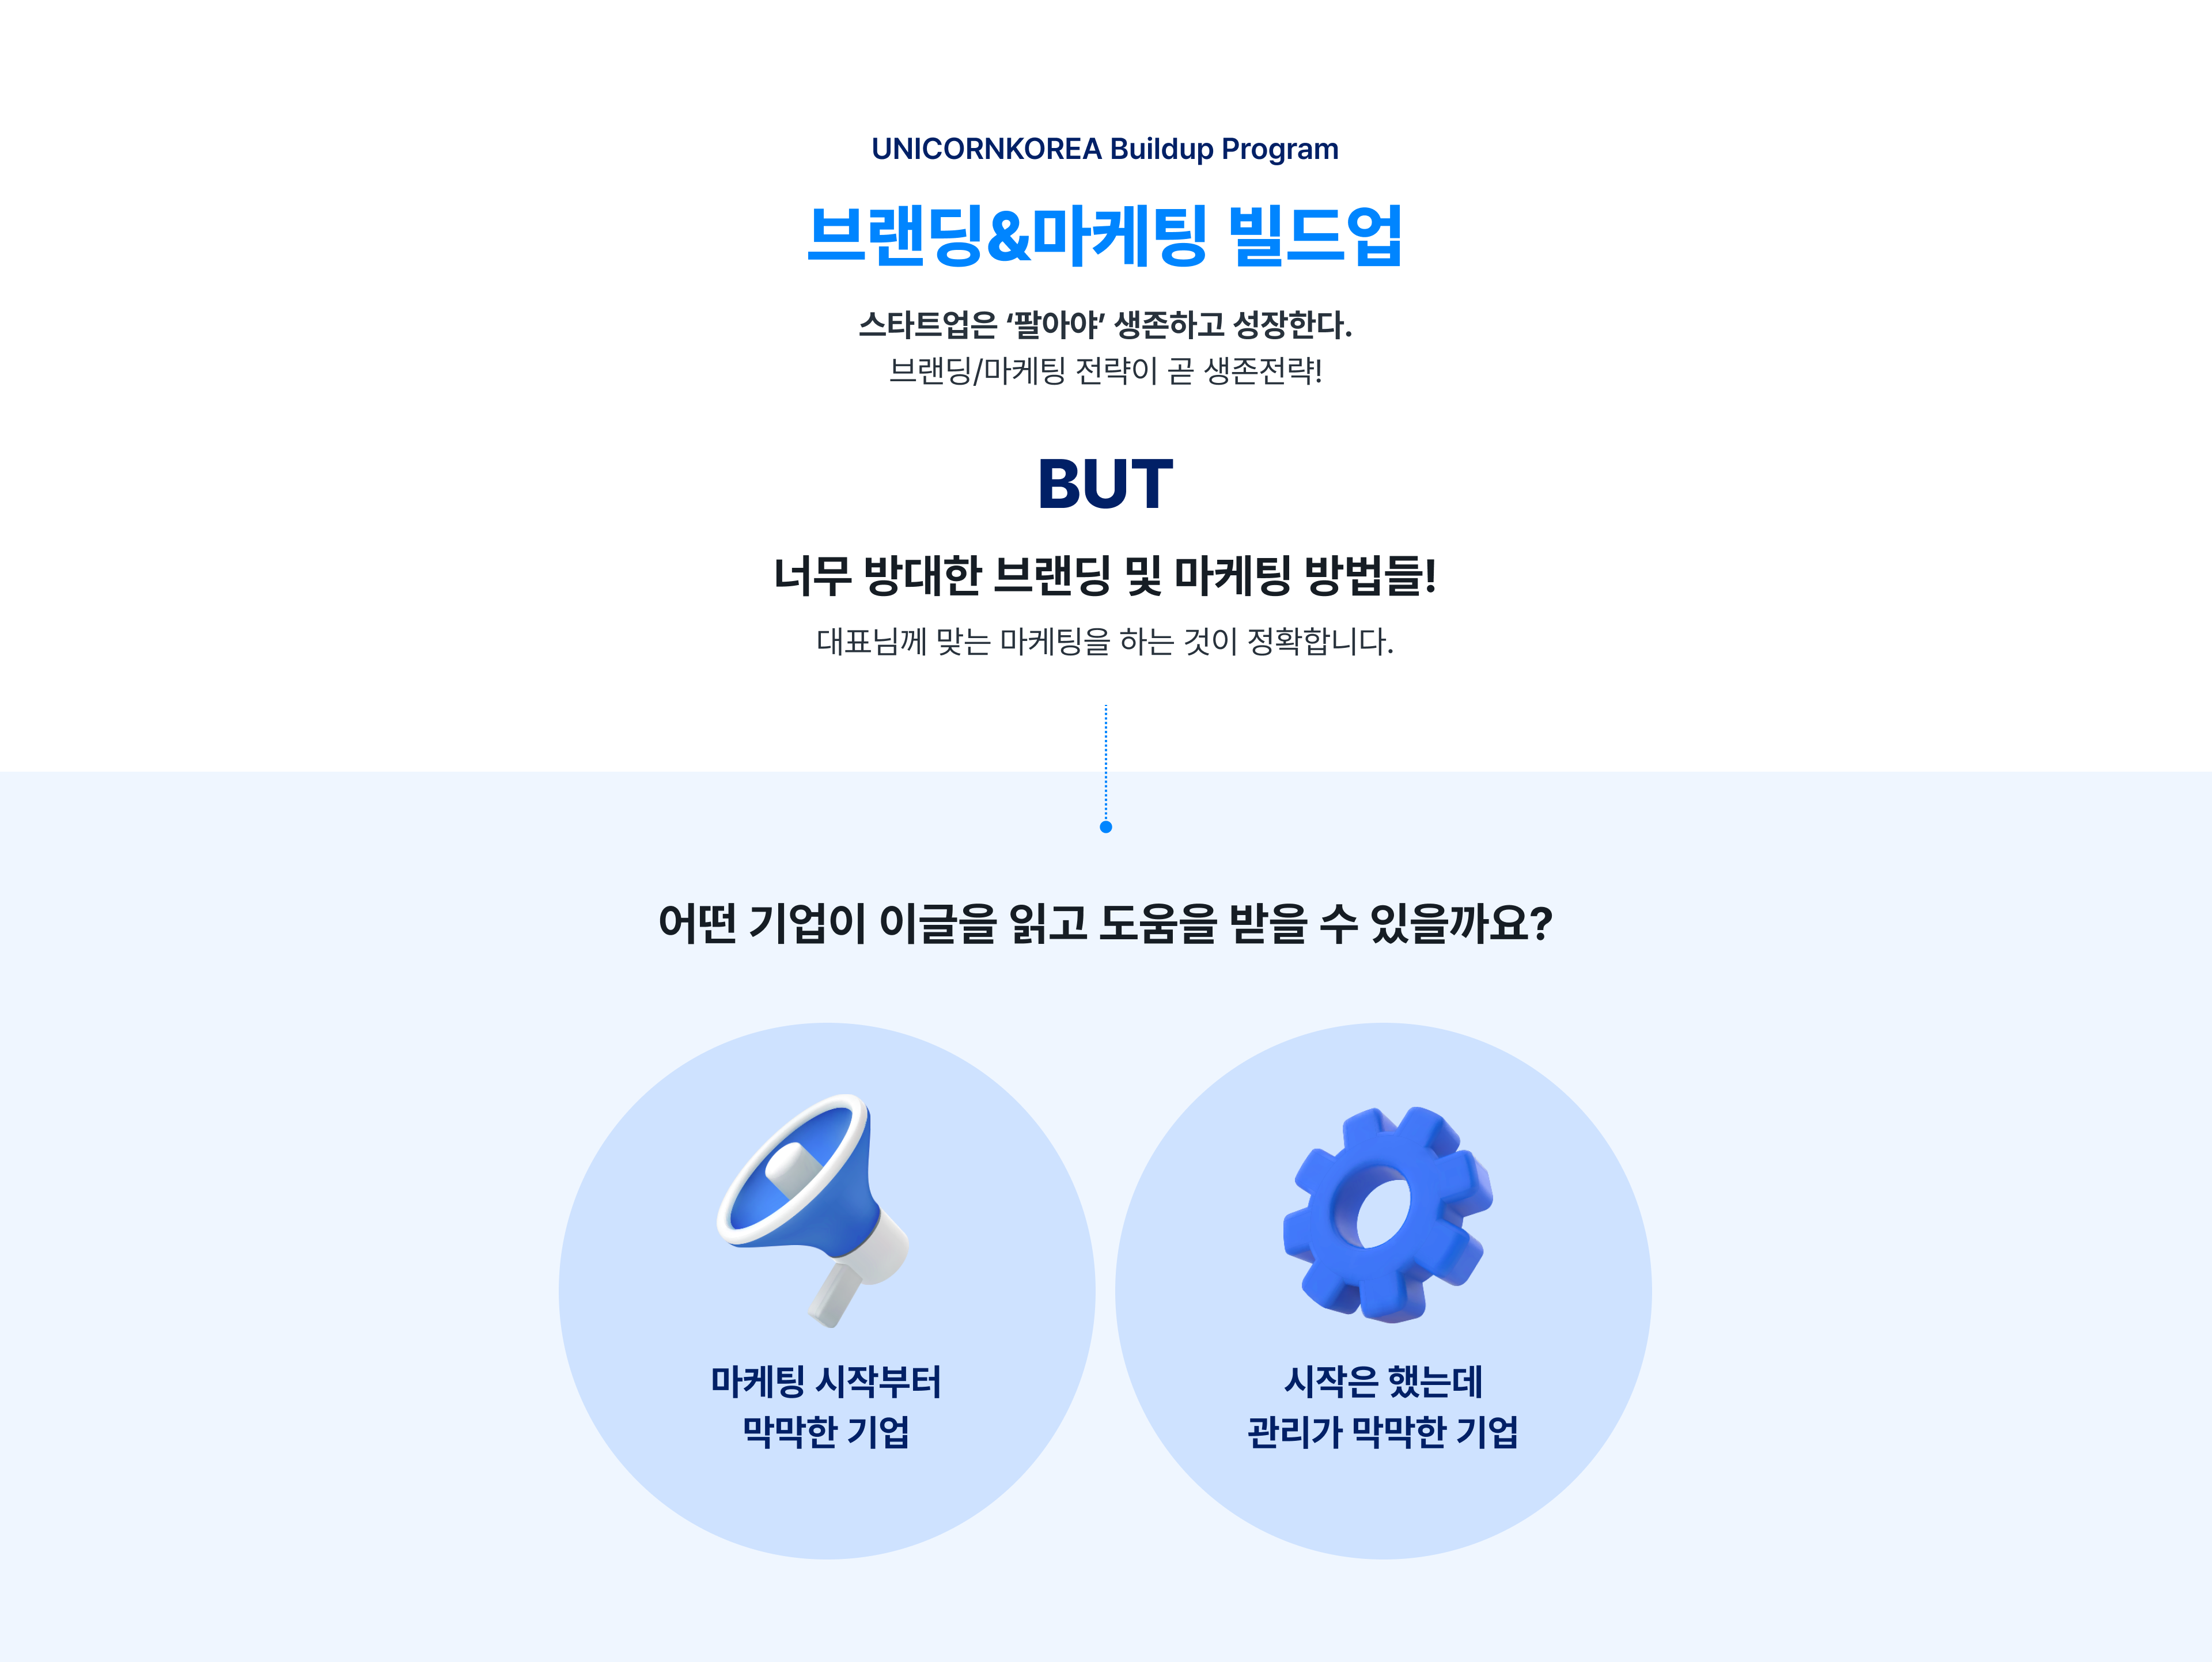 UNICORNKOREA Buildup Program
브랜딩&마케팅 빌드업
스타트업은 ‘팔아야’ 생존하고 성장한다.
브랜딩/마케팅 전략이 곧 생존전략!
BUT
너무 방대한 브랜딩 및 마케팅 방법들!
대표님께 맞는 마케팅을 하는 것이 정확합니다.
어떤 기업이 이글을 읽고 도움을 받을 수 있을까요?
마케팅 시작부터
막막한 기업
시작은 했는데
관리가 막막한 기업